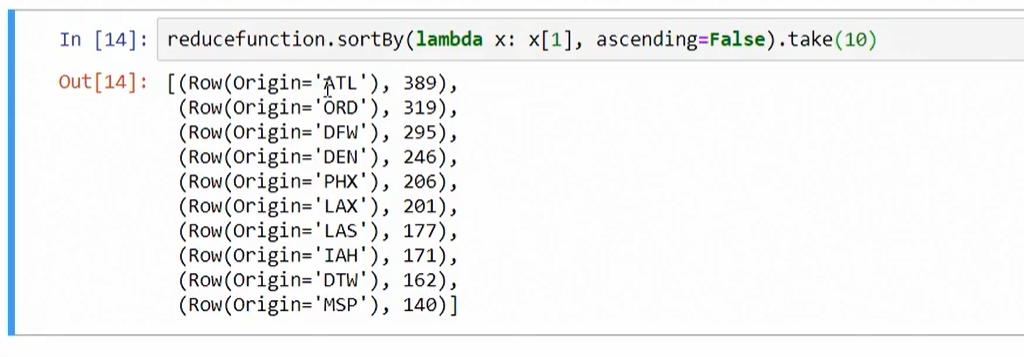 In [14]: reducefunction.sortBy(lambda x: x[1], ascending=False).take(10)
Out[14]: [(Row(Origin='ATL'), 389),
(Row(Origin='ORD'), 319),
(Row(Origin='DFW'), 295),
(Row(Origin='DEN'), 246),
(Row(Origin='PHX'), 206),
(Row(Origin='LAX'), 201),
(Row(Origin='LAS'), 177),
(Row(Origin='IAH'), 171),
(Row(Origin='DTW'), 162),
(Row(Origin='MSP'), 140)]